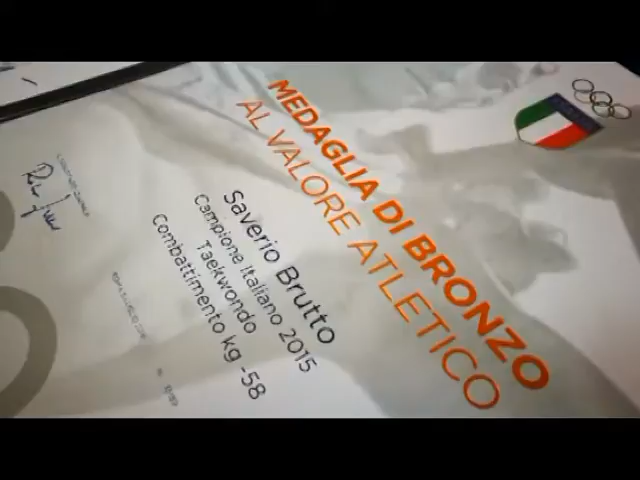 MEDAGLIA DI BRONZO
AL VALORE ATLETICO
Saverio Brutto
Campione Italiano 2015
Taekwondo
Combattimento kg -58